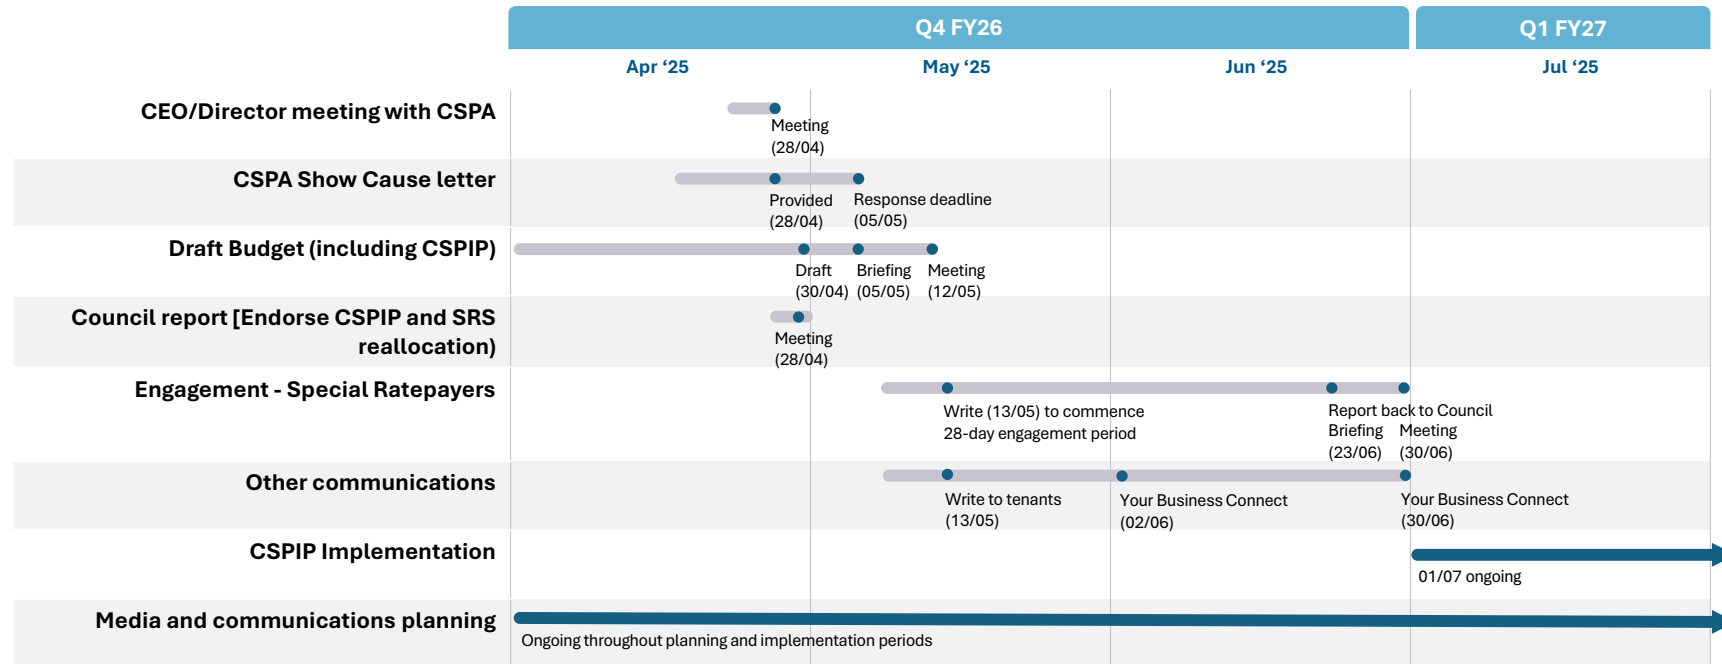 Q4 FY26
Q1 FY27
Apr ‘25
May ‘25
Jun ‘25
Jul ‘25
CEO/Director meeting with CSPA
Meeting
(28/04)
CSPA Show Cause letter
Provided
(28/04)
Response deadline
(05/05)
Draft Budget (including CSPIP)
Draft
(30/04)
Briefing
(05/05)
Meeting
(12/05)
Council report [Endorse CSPIP and SRS
reallocation)
Meeting
(28/04)
Engagement - Special Ratepayers
Write (13/05) to commence
28-day engagement period
Report back to Council
Briefing
(23/06)
Meeting
(30/06)
Other communications
Write to tenants
(13/05)
Your Business Connect
(02/06)
Your Business Connect
(30/06)
CSPIP Implementation
01/07 ongoing
Media and communications planning
Ongoing throughout planning and implementation periods